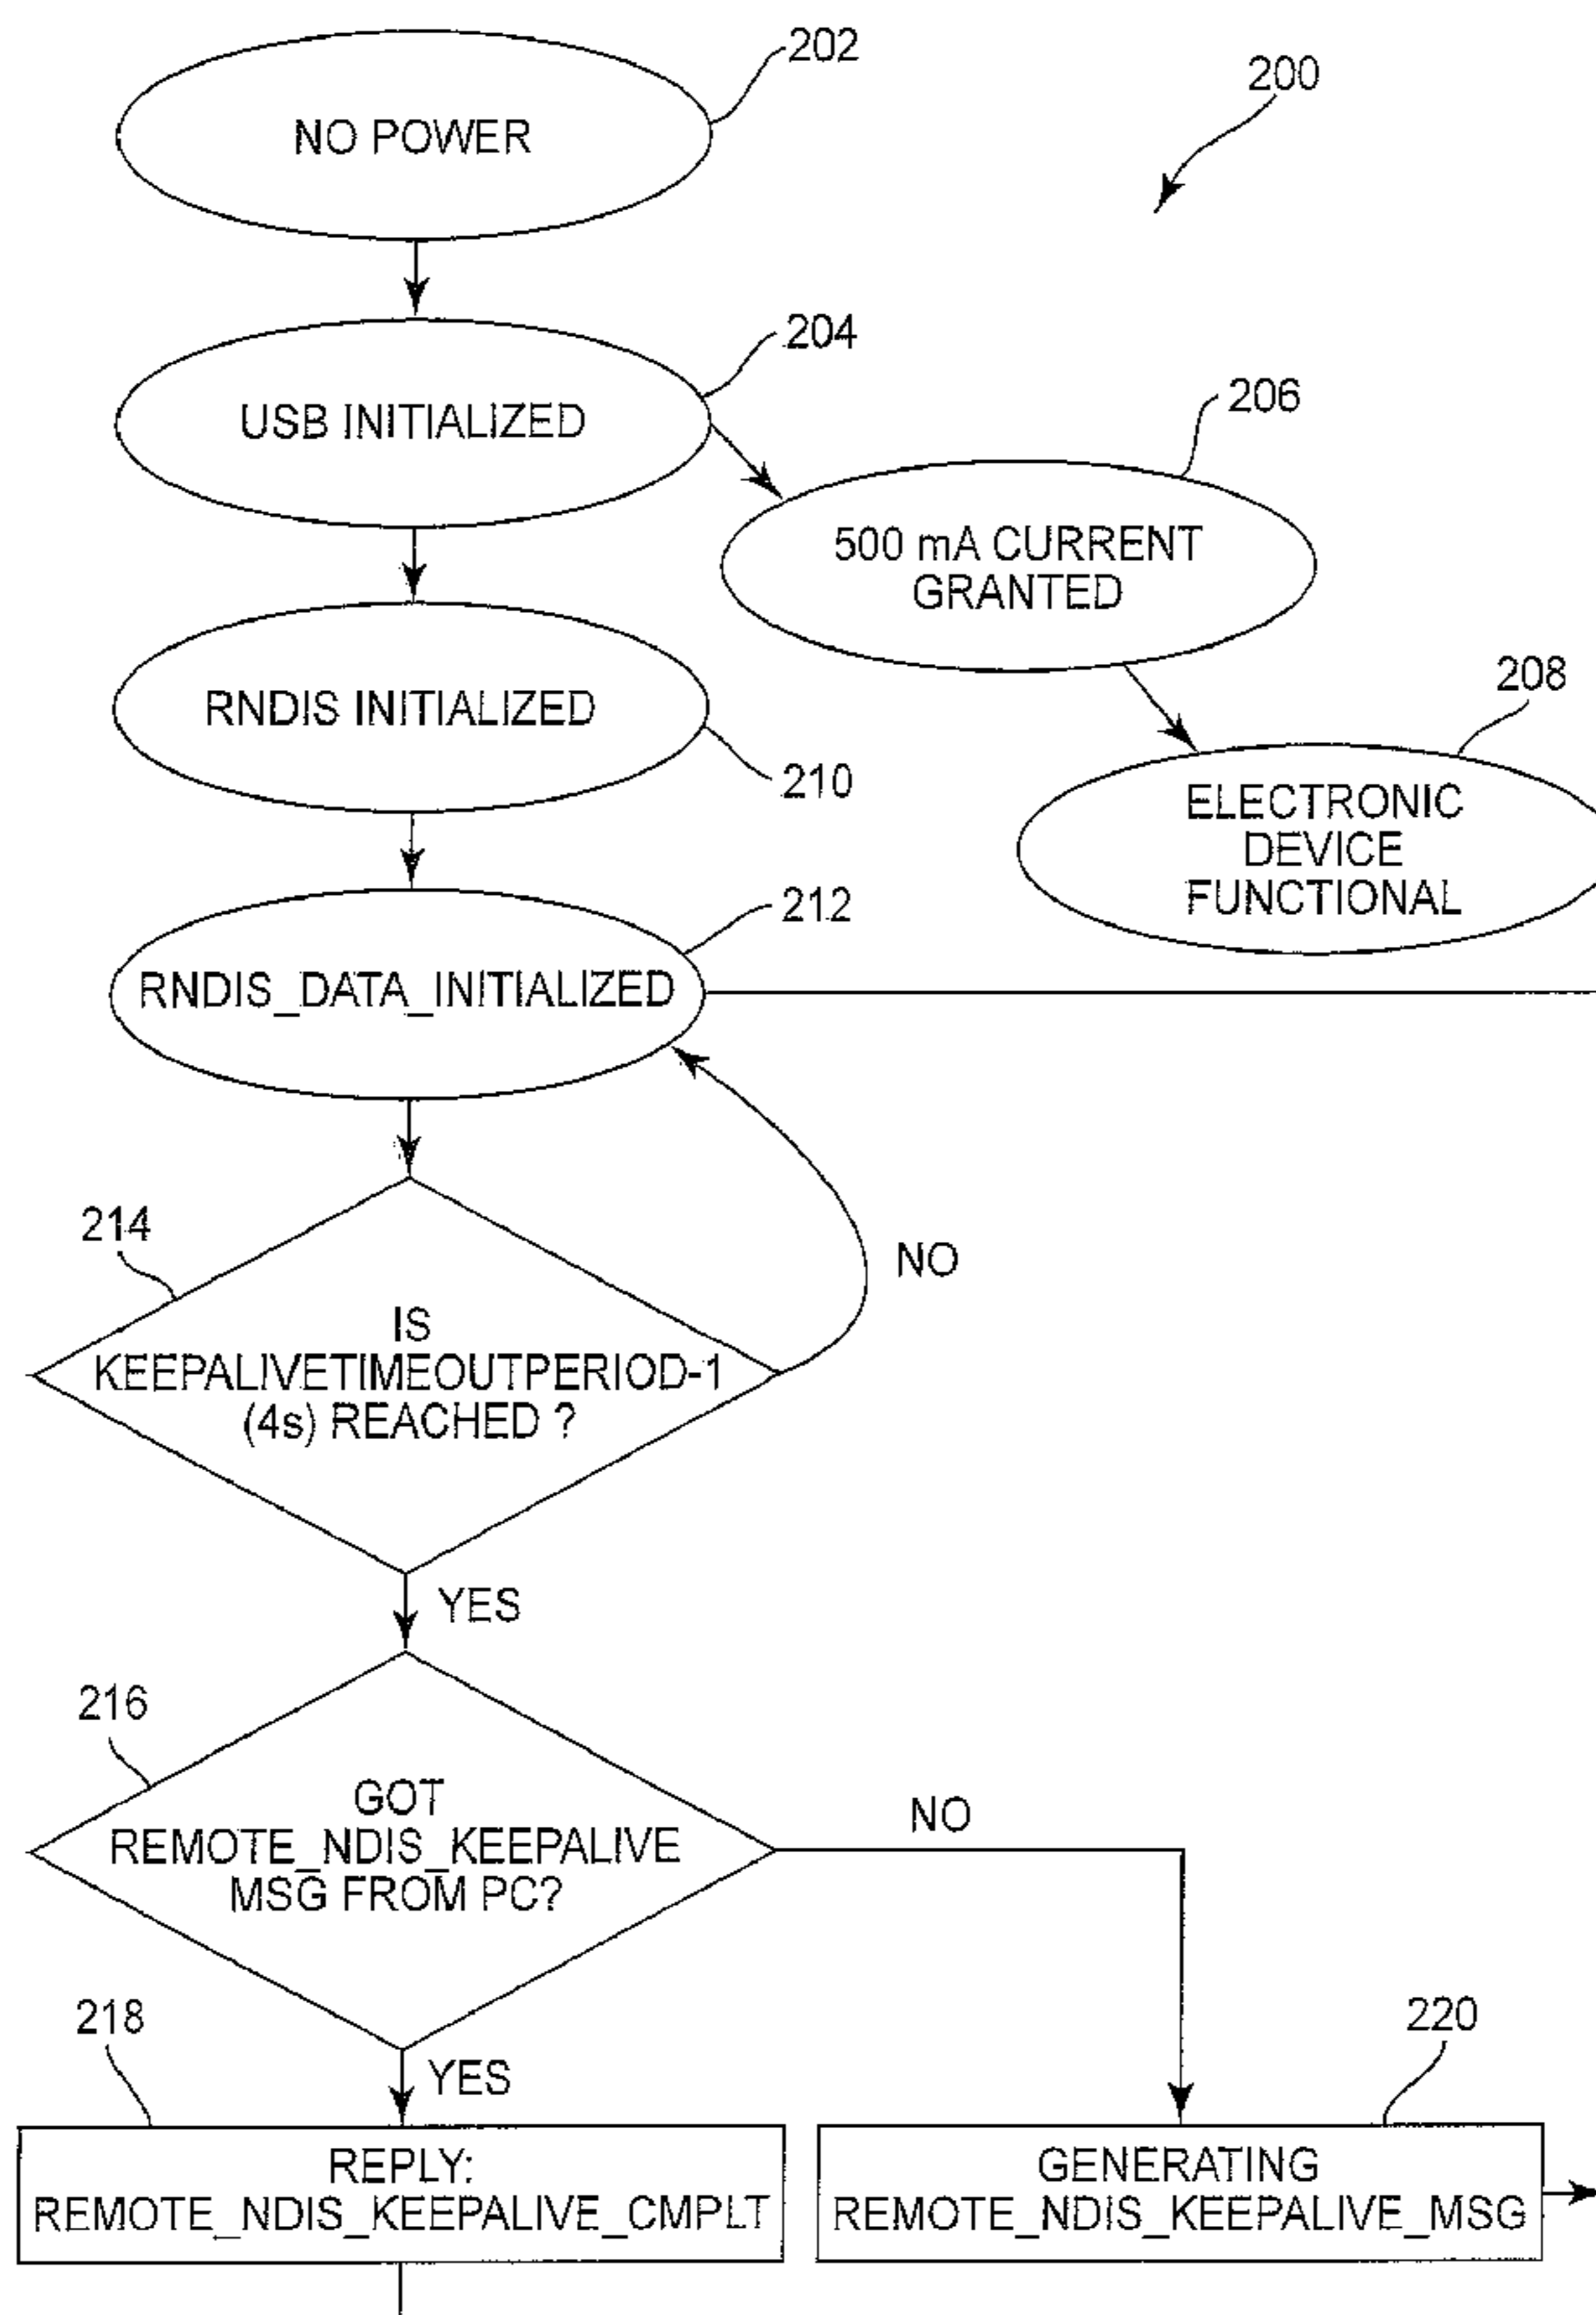 202
200
NO POWER
204
206
USB INITIALIZED
500 mA CURRENT
GRANTED
208
RNDIS INITIALIZED
210
ELECTRONIC
DEVICE
FUNCTIONAL
212
RNDIS_DATA_INITIALIZED
214
NO
IS
KEEPALIVETIMEOUTPERIOD-1
(4s) REACHED ?
YES
216
GOT
REMOTE_NDIS_KEEPALIVE
MSG FROM PC?
NO
218
YES
220
REPLY:
REMOTE_NDIS_KEEPALIVE_CMPLT
GENERATING
REMOTE_NDIS_KEEPALIVE_MSG